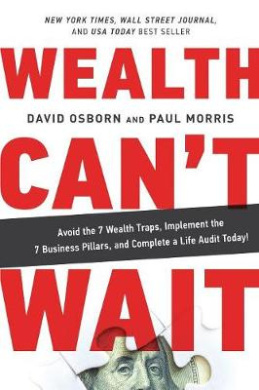 NEW YORK TIMES, WALL STREET JOURNAL,
AND USA TODAY BEST SELLER
WEALTH
DAVID OSBORN AND PAUL MORRIS
CAN'T
Avoid the 7 Wealth Traps, Implement the
7 Business Pillars, and Complete a Life Audit Today!
WAIT